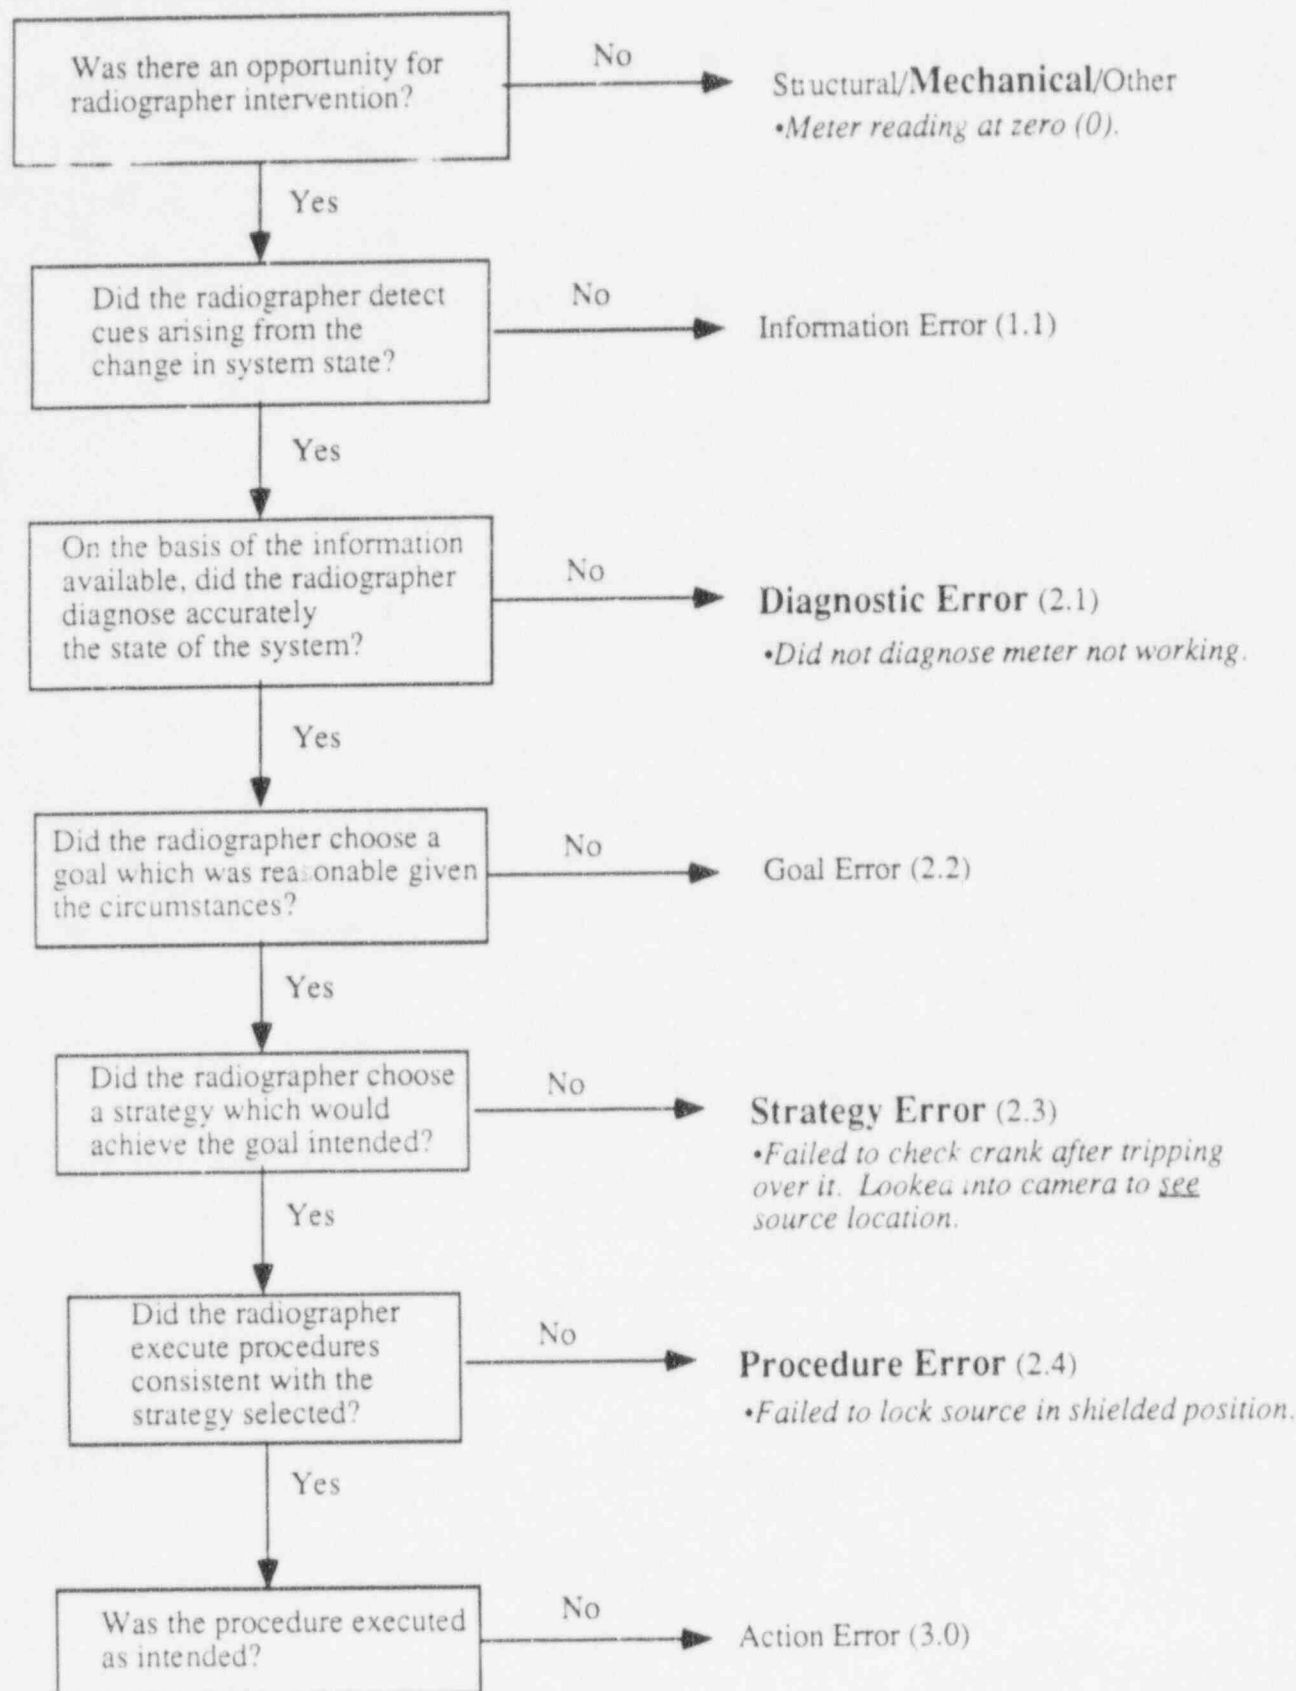 Was there an opportunity for
radiographer intervention?
No
Structural/Mechanical/Other
•Meter reading at zero (0).
Yes
Did the radiographer detect
cues arising from the
change in system state?
No
Information Error (1.1)
Yes
On the basis of the information
available, did the radiographer
diagnose accurately
the state of the system?
No
Diagnostic Error (2.1)
•Did not diagnose meter not working.
Yes
Did the radiographer choose a
goal which was reasonable given
the circumstances?
No
Goal Error (2.2)
Yes
Did the radiographer choose
a strategy which would
achieve the goal intended?
No
Strategy Error (2.3)
•Failed to check crank after tripping
over it. Looked into camera to see
source location.
Yes
Did the radiographer
execute procedures
consistent with the
strategy selected?
No
Procedure Error (2.4)
•Failed to lock source in shielded position.
Yes
Was the procedure executed
as intended?
No
Action Error (3.0)